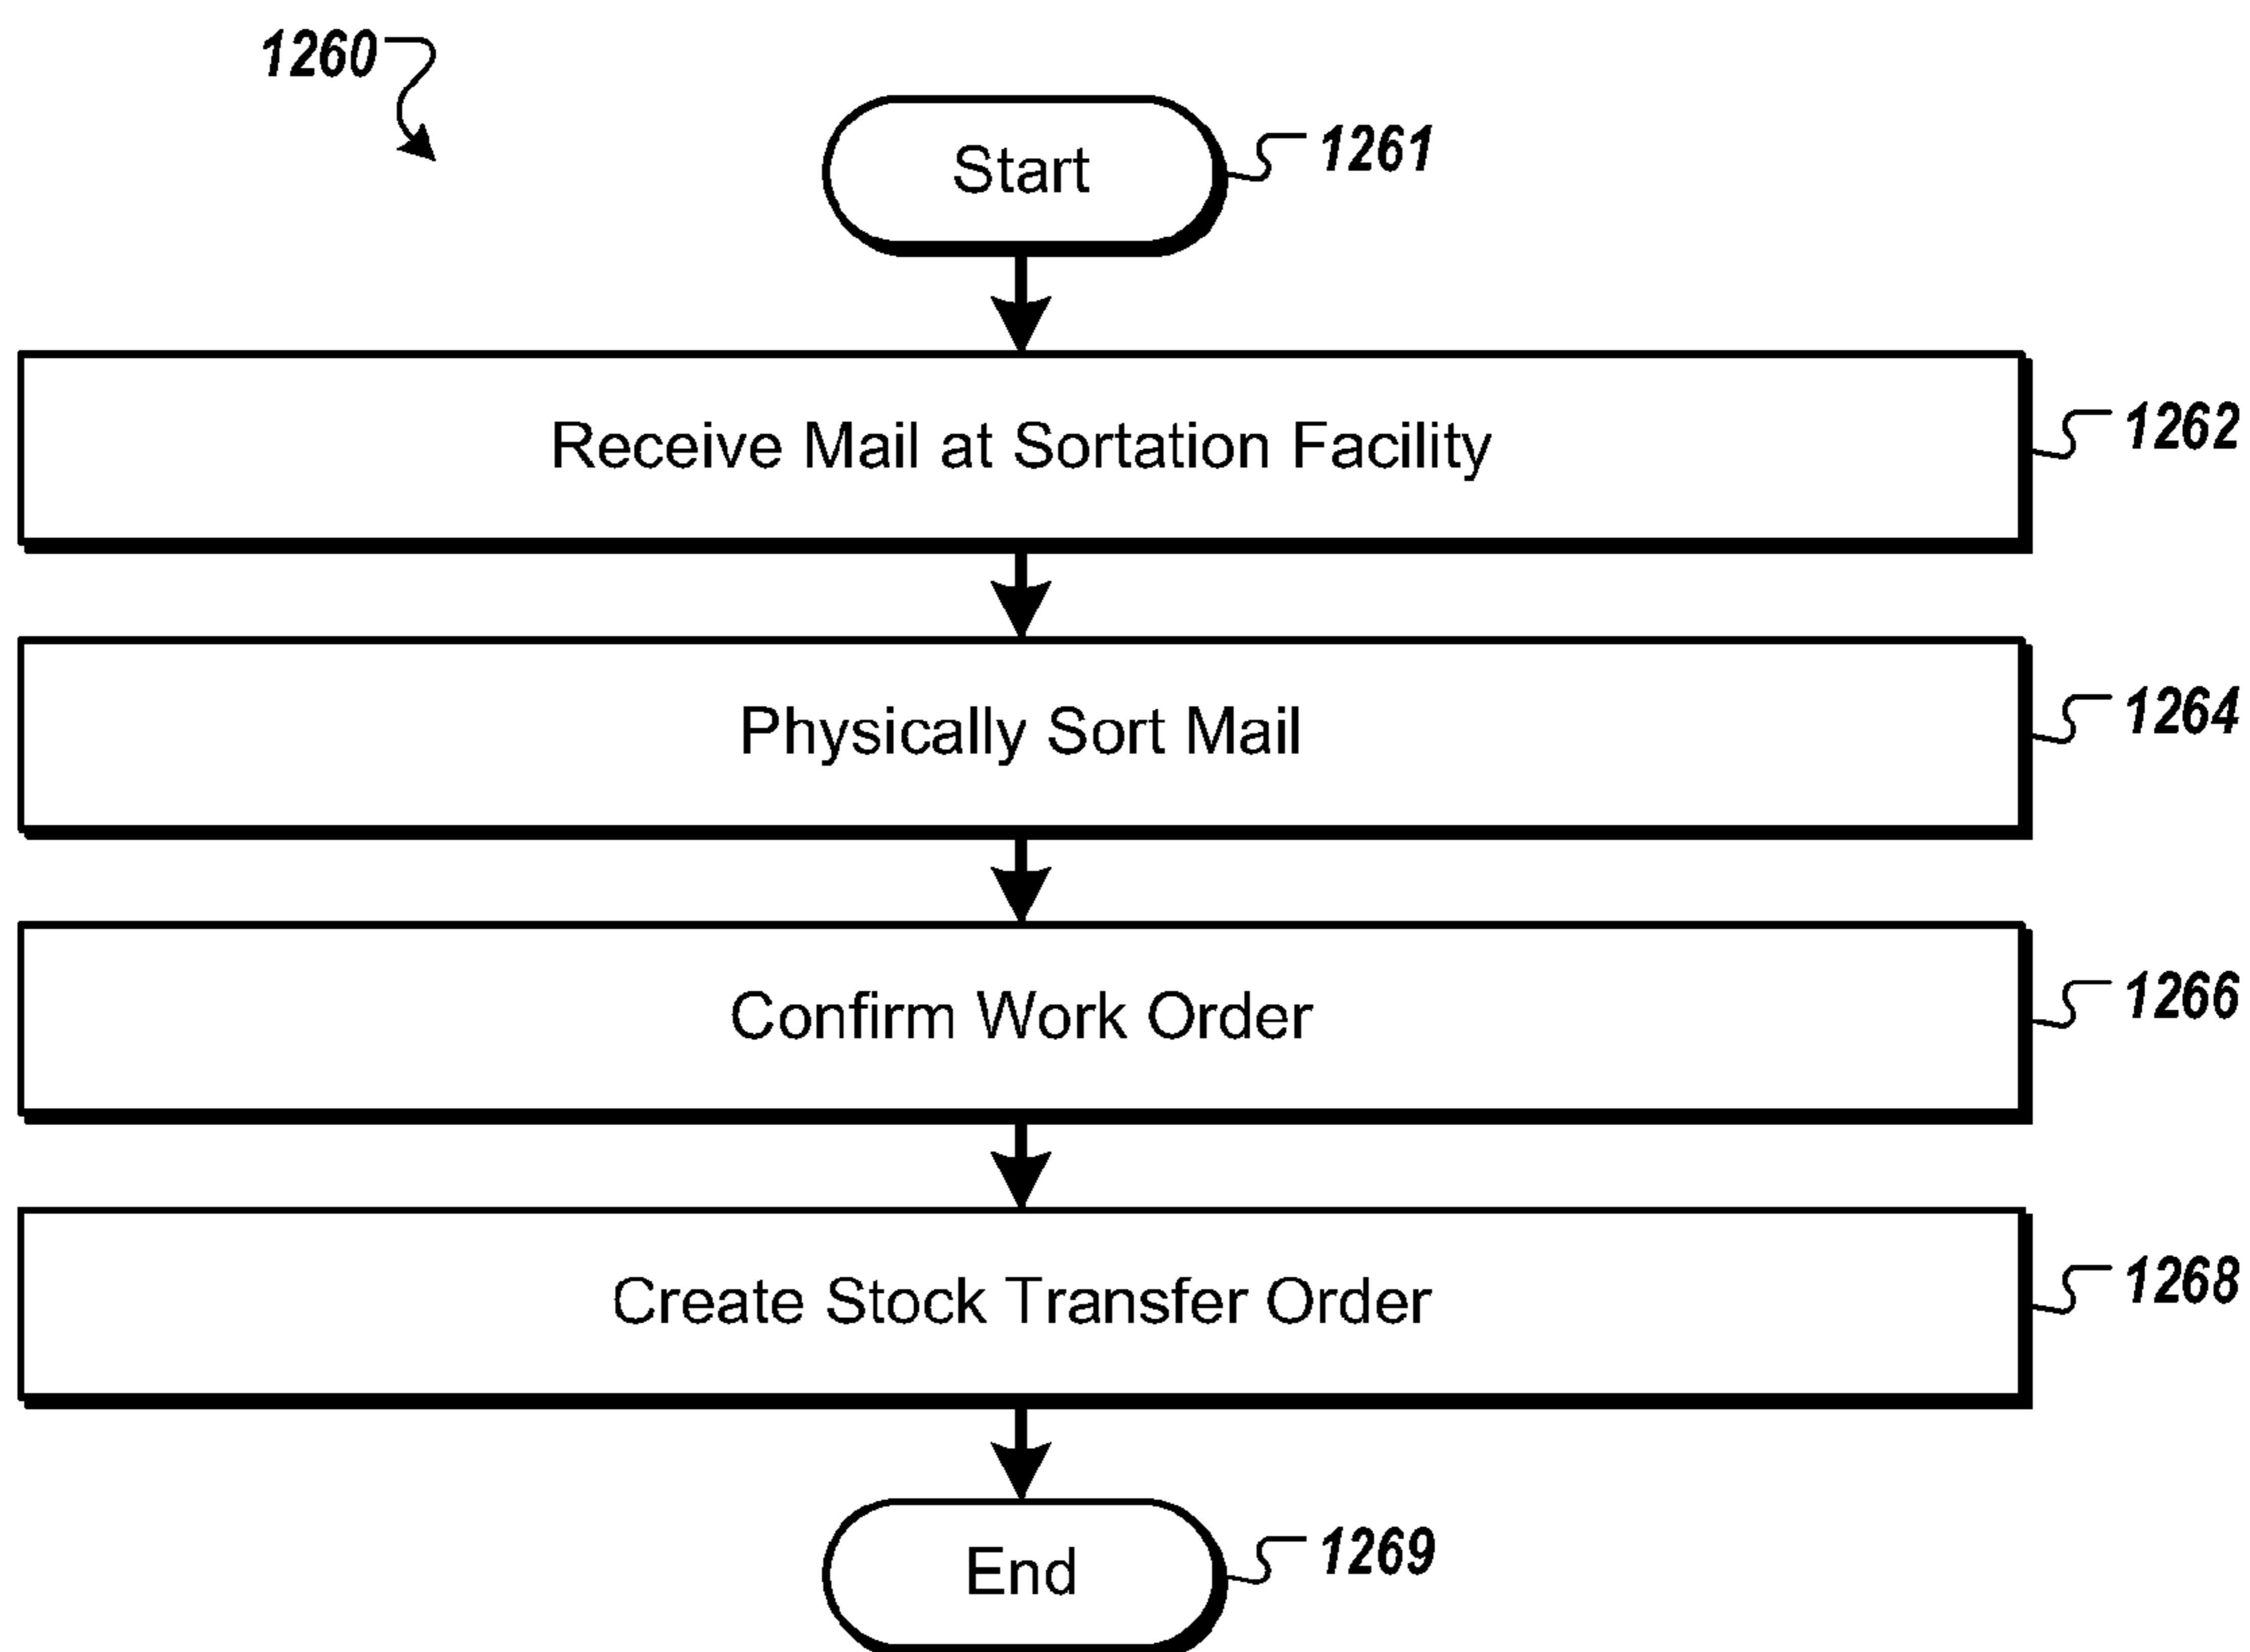 1260
Start
1261
Receive Mail at Sortation Facility
1262
Physically Sort Mail
1264
Confirm Work Order
1266
Create Stock Transfer Order
1268
End
1269